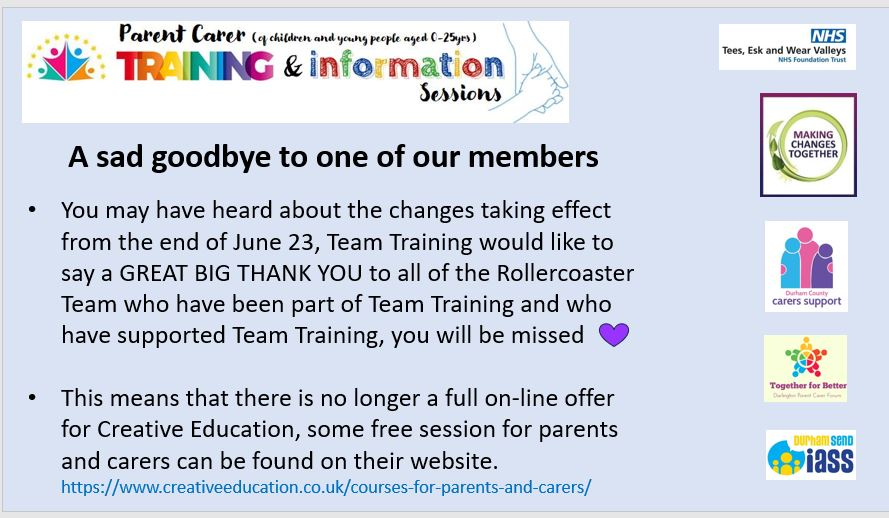 Parent Carer (of children and young people aged 0-25yrs)
TRAINING & information
Sessions
NHS
Tees, Esk and Wear Valleys
NHS Foundation Trust
MAKING
CHANGES
TOGETHER
A sad goodbye to one of our members
• You may have heard about the changes taking effect
from the end of June 23, Team Training would like to
say a GREAT BIG THANK YOU to all of the Rollercoaster
Team who have been part of Team Training and who
have supported Team Training, you will be missed
Durham County
carers support
Together for Better
Darlington Parent Carer Forum
• This means that there is no longer a full on-line offer
for Creative Education, some free session for parents
and carers can be found on their website.
https://www.creativeeducation.co.uk/courses-for-parents-and-carers/
DURHAM SEND
iass